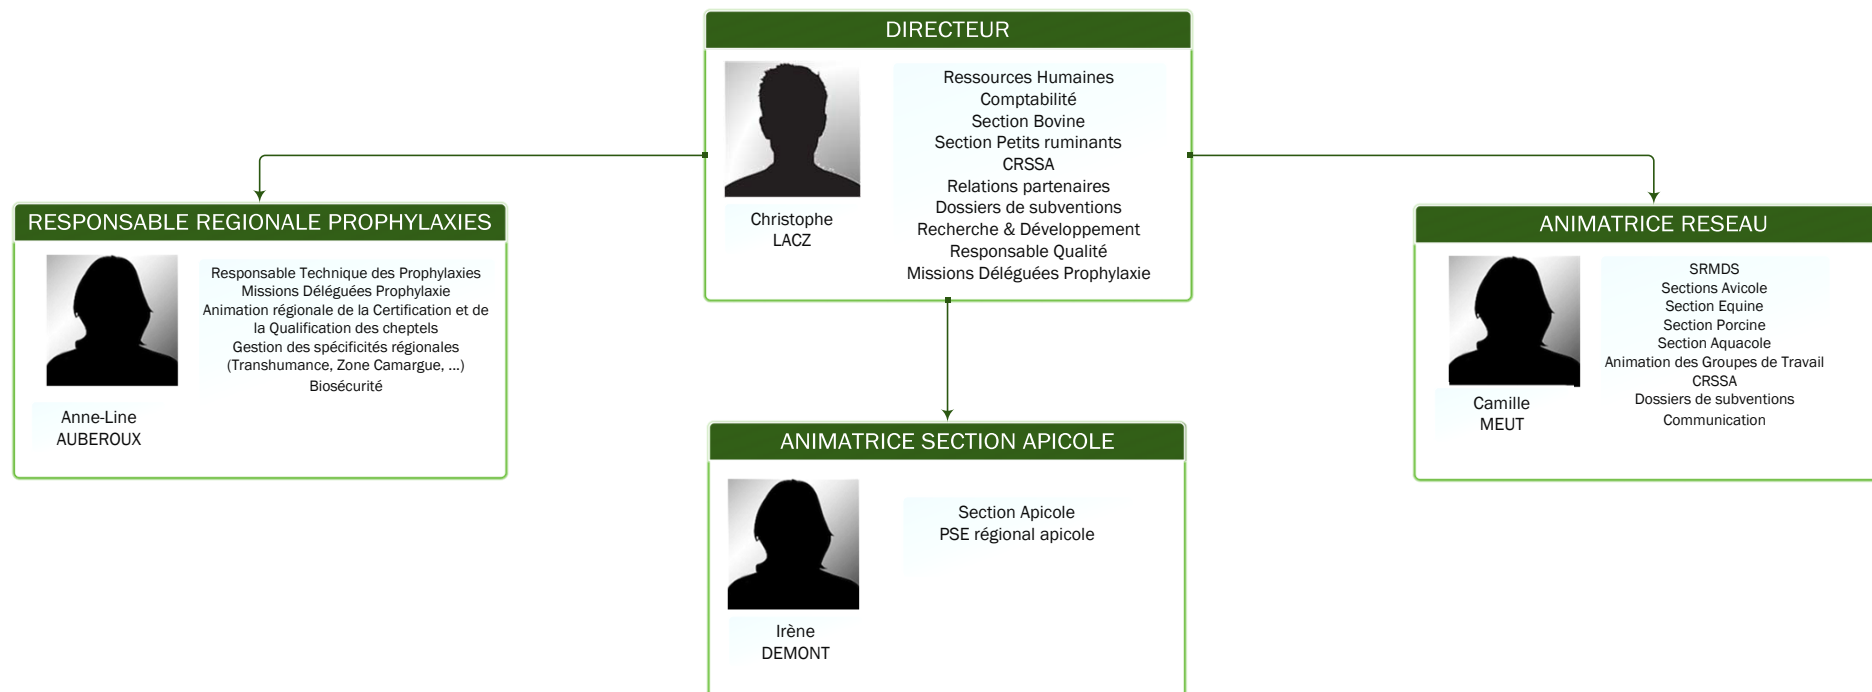 DIRECTEUR
Ressources Humaines
Comptabilité
Section Bovine
Section Petits ruminants
CRSSA
Relations partenaires
Dossiers de subventions
Recherche & Développement
Responsable Qualité
Missions Déléguées Prophylaxie
Christophe
LACZ
RESPONSABLE REGIONALE PROPHYLAXIES
Responsable Technique des Prophylaxies
Missions Déléguées Prophylaxie
Animation régionale de la Certification et de
la Qualification des cheptels
Gestion des spécificités régionales
(Transhumance, Zone Camargue, ...)
Biosécurité
Anne-Line
AUBEROUX
ANIMATRICE SECTION APICOLE
Section Apicole
PSE régional apicole
Irène
DEMONT
ANIMATRICE RESEAU
SRMDS
Sections Avicole
Section Equine
Section Porcine
Section Aquacole
Animation des Groupes de Travail
CRSSA
Dossiers de subventions
Communication
Camille
MEUT